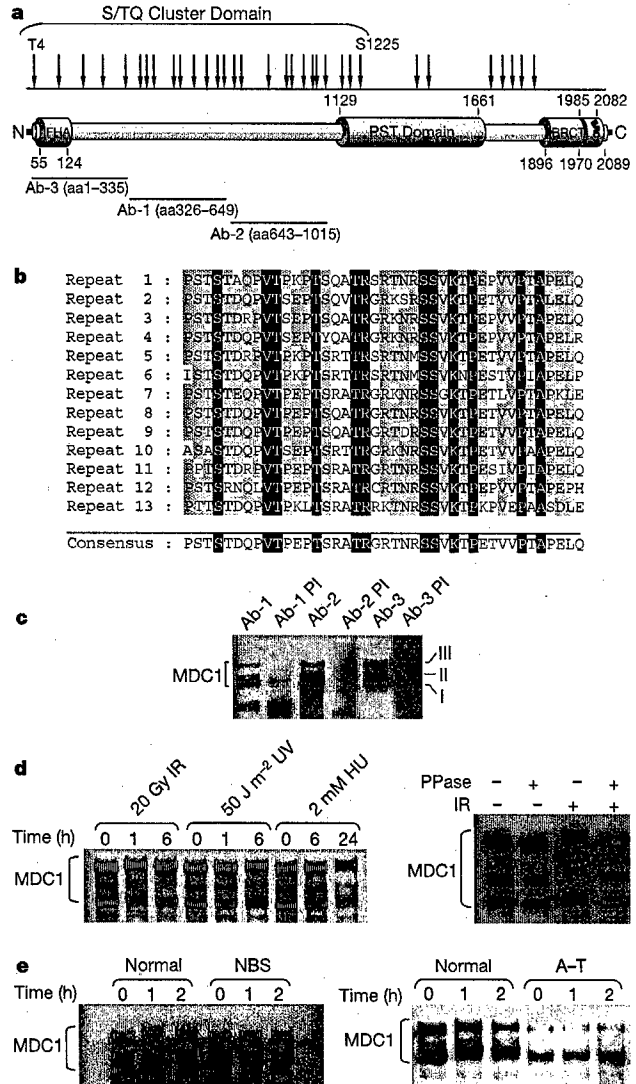 a
S/TQ Cluster Domain
T4 S1225
1129 1661 1985 2082
N FHA PST Domain BRCT C
55 124 1896 1970 2089
Ab-3 (aa1–335)
Ab-1 (aa326–649)
Ab-2 (aa643–1015)
b
Repeat 1 : PSTSTAQPVTPKPTSQATRSRTNRSSVKTPEPVVPTAPELQ
Repeat 2 : PSTSTDQPVTSEPTSQVTRGRKSRSSVKTPETVVPTALELQ
Repeat 3 : PSTSTDRPVTSEPTSQATRGRKNRSSVKTPEPVVPTAPELQ
Repeat 4 : PSTSTDQPVTSEPTYQATRGRKNRSSVKTPEPVVPTAPELR
Repeat 5 : PSTSTDRPVTPKPTSRTTRSRTNMSSVKTPETVVPTAPELQ
Repeat 6 : ISTSTDQPVTPKPTSRTTRSRTNMSSVKNPESTVPIAPELP
Repeat 7 : PSTSTEQPVTPEPTSRATRGRKNRSSGKTPETLVPTAPKLE
Repeat 8 : PSTSTDQPVTPEPTSQATRGRTNRSSVKTPETVVPTAPELQ
Repeat 9 : PSTSTDQPVTPEPTSQATRGRTDRSSVKTPETVVPTAPELQ
Repeat 10 : ASASTDQPVTSEPTSRTTRGRKNRSSVKTPETVVPAAPELQ
Repeat 11 : PPTSTDRPVTPEPTSRATRGRTNRSSVKTPESIVPIAPELQ
Repeat 12 : PSTSRNQLVTPEPTSRATRCRTNRSSVKTPEPVVPTAPEPH
Repeat 13 : PTTSTDQPVTPKLTSRATRRKTNRSSVKTPKPVEPAASDLE
Consensus : PSTSTDQPVTPEPTSRATRGRTNRSSVKTPETVVPTAPELQ
c
Ab-1 Ab-1 PI Ab-2 Ab-2 PI Ab-3 Ab-3 PI
MDC1 III
II
I
d
20 Gy IR 50 J m⁻² UV 2 mM HU
Time (h) 0 1 6 0 1 6 0 6 24
MDC1
PPase – + – +
IR – – + +
MDC1
e
Normal NBS
Time (h) 0 1 2 0 1 2
MDC1
Normal A–T
Time (h) 0 1 2 0 1 2
MDC1